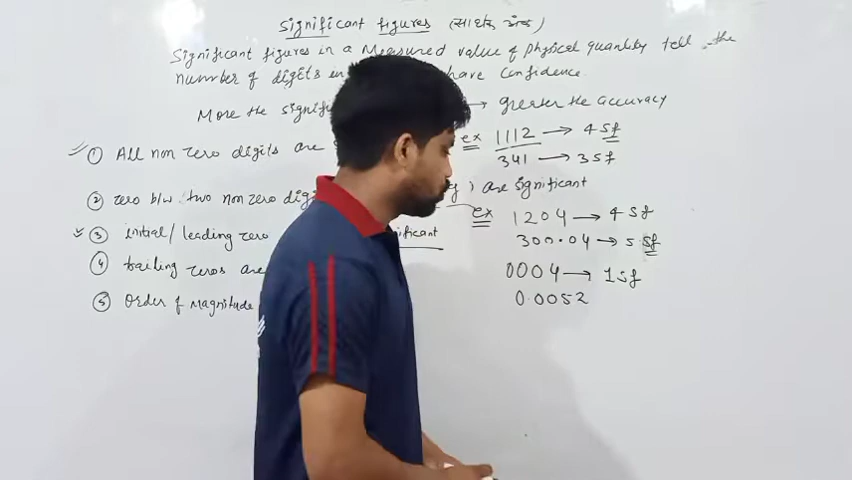 Significant figures (सार्थक अंक)
Significant figures in a Measured value of physical quantity tell the
number of digits in have confidence.
More the signifi → greater the accuracy
① All non zero digits are ex 1112 → 4 Sf
341 → 3 Sf
② zero b/w two non zero dig ) are significant
ex 1204 → 4 Sf
③ initial/leading zero ificant 300.04 → 5 Sf
④ trailing zeros are 0004 → 1 Sf
⑤ Order of Magnitude 0.0052